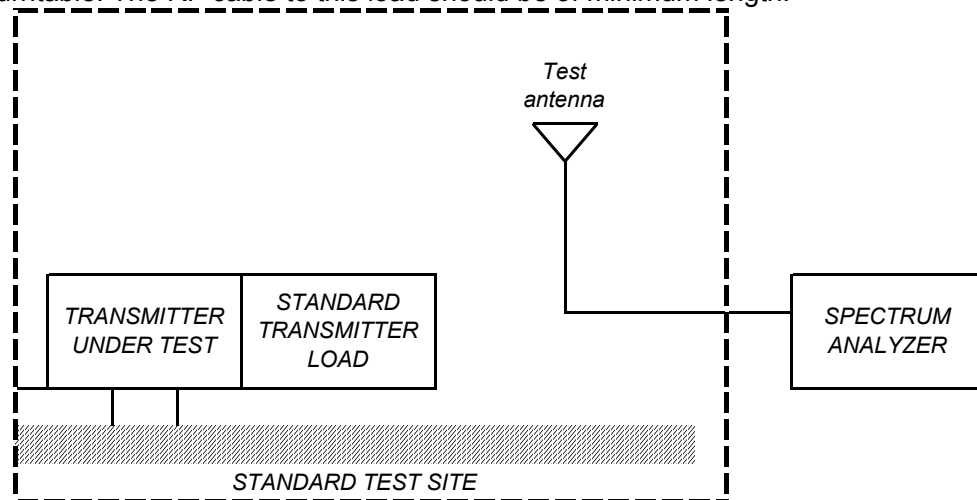 urntable. The RF cable to this load should be of minimum length.
Test
antenna
TRANSMITTER
UNDER TEST
STANDARD
TRANSMITTER
LOAD
SPECTRUM
ANALYZER
STANDARD TEST SITE